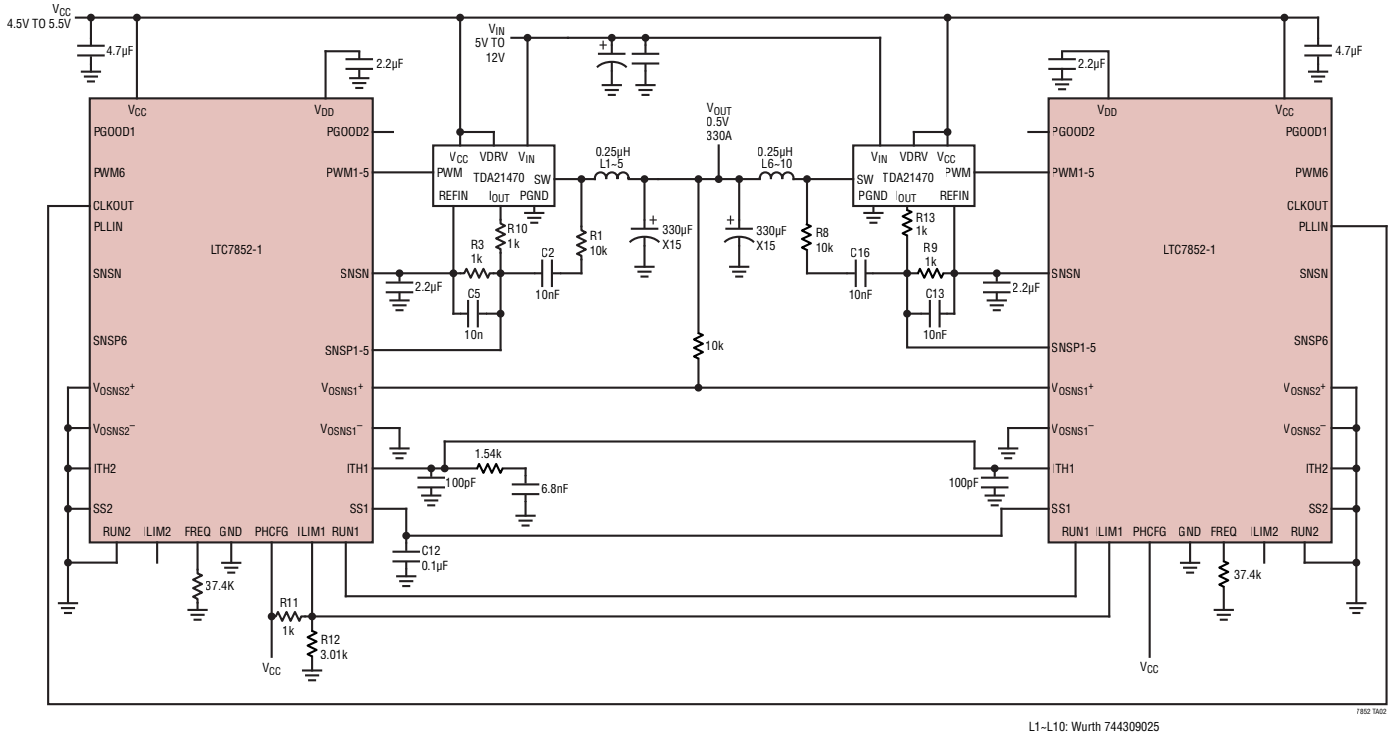 VCC
4.5V TO 5.5V
4.7µF
2.2µF
VIN
5V TO
12V
VOUT
0.5V
330A
2.2µF
4.7µF
VCC
VDD
PGOOD1
PGOOD2
PWM6
PWM1-5
CLKOUT
PLLIN
LTC7852-1
SNSN
SNSN
SNSP6
SNSP1-5
VOSNS2+
VOSNS1+
VOSNS2–
VOSNS1–
ITH2
ITH1
SS2
SS1
RUN2
ILIM2
FREQ
GND
PHCFG
ILIM1
RUN1
VCC
VDRV
VIN
PWM
TDA21470
SW
REFIN
IOUT
PGND
0.25µH
L1~5
0.25µH
L6~10
VIN
VDRV
VCC
SW
TDA21470
PWM
PGND
IOUT
REFIN
R10
1k
R3
1k
C2
10nF
R1
10k
330µF
X15
330µF
X15
R8
10k
C16
10nF
R13
1k
R9
1k
2.2µF
C5
10n
C13
10nF
2.2µF
10k
1.54k
100pF
6.8nF
100pF
C12
0.1µF
37.4K
R11
1k
R12
3.01k
VCC
VDD
VCC
PGOOD2
PGOOD1
PWM1-5
PWM6
CLKOUT
PLLIN
LTC7852-1
SNSN
SNSN
SNSP1-5
SNSP6
VOSNS1+
VOSNS2+
VOSNS1–
VOSNS2–
ITH1
ITH2
SS1
SS2
RUN1
ILIM1
PHCFG
GND
FREQ
ILIM2
RUN2
37.4k
VCC
7852 TA02
L1~L10: Wurth 744309025